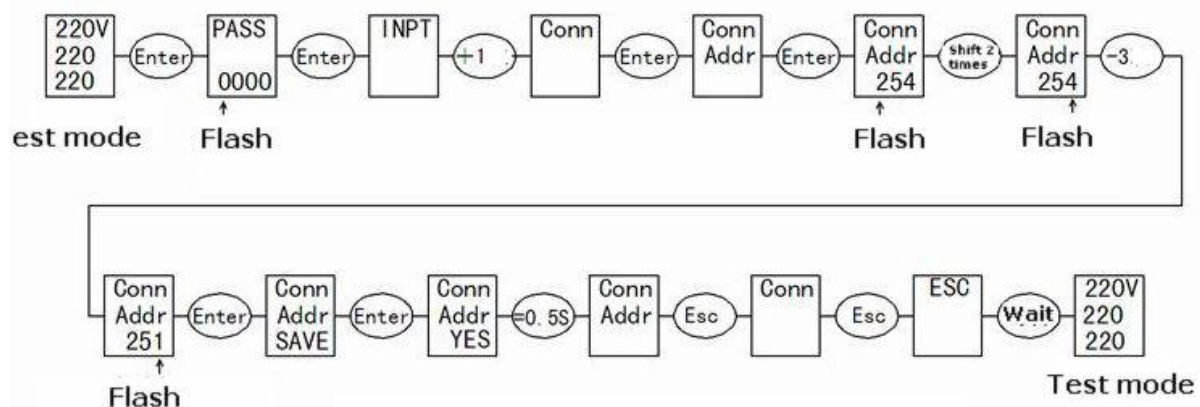 220V
220
220
Enter
PASS
0000
Enter
INPT
+1
Conn
Enter
Conn
Addr
Enter
Conn
Addr
254
Shift 2
times
Conn
Addr
254
-3
est mode
Flash
Flash
Flash
Conn
Addr
251
Enter
Conn
Addr
SAVE
Enter
Conn
Addr
YES
=0.5S
Conn
Addr
Esc
Conn
Esc
ESC
Wait
220V
220
220
Flash
Test mode